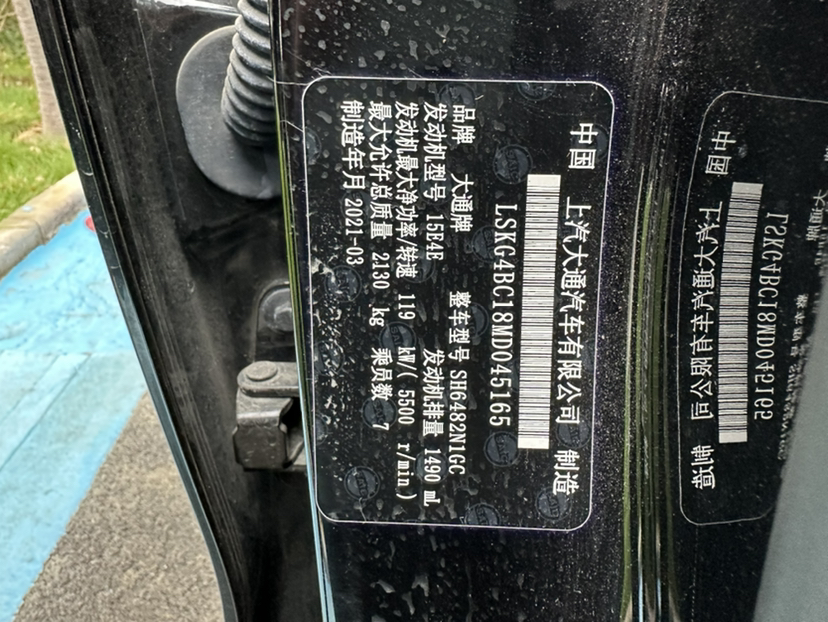 中国 上汽大通汽车有限公司 制造
LSKG4BC18MD045165
品牌 大通牌 整车型号 SH6482N1GC
发动机型号 15E4E 发动机排量 1490 mL
发动机最大净功率/转速 119 kW/( 5500 r/min.)
最大允许总质量 2130 kg 乘员数 7
制造年月 2021-03